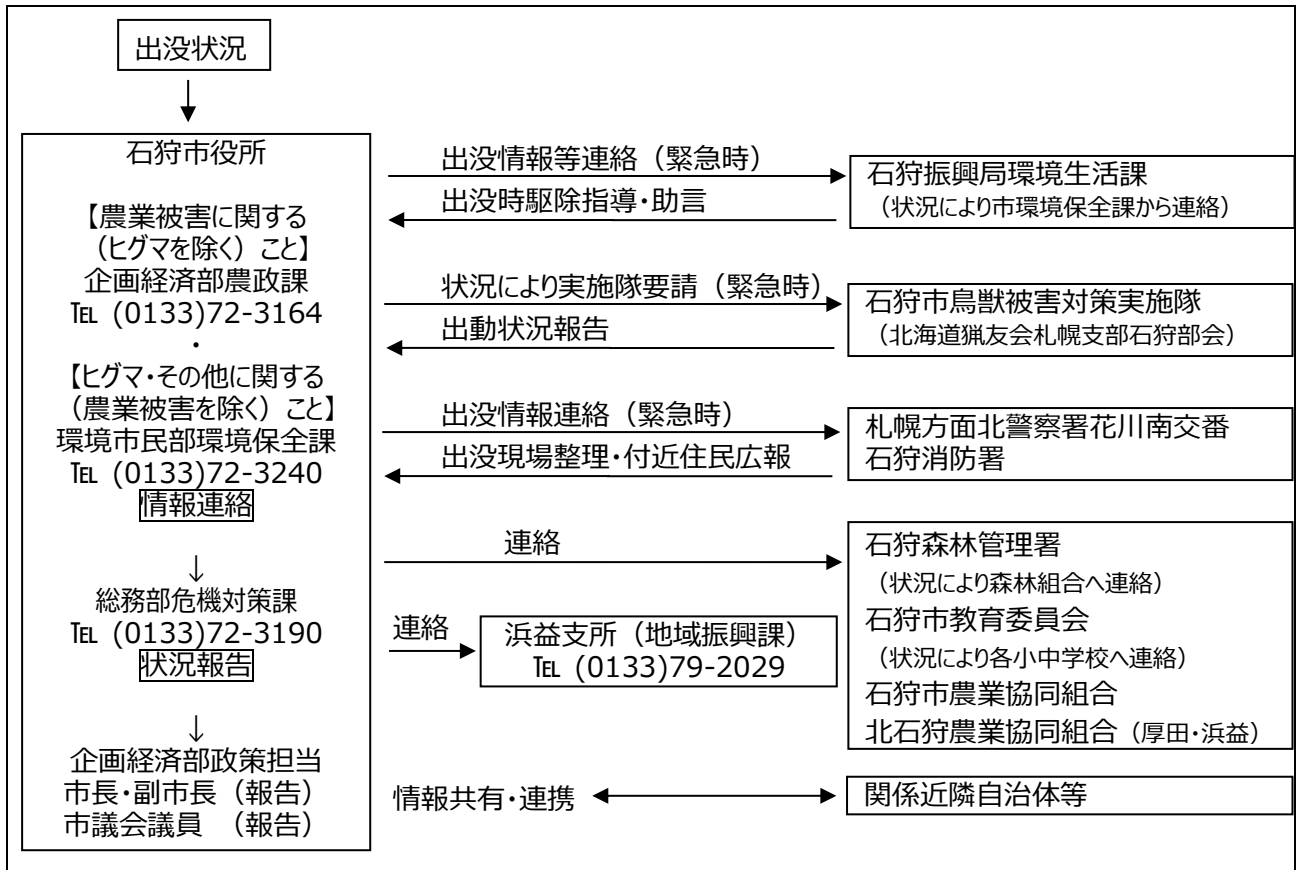 出没状況
石狩市役所
【農業被害に関する
（ヒグマを除く）こと】
企画経済部農政課
℡ (0133)72-3164
・
【ヒグマ・その他に関する
（農業被害を除く）こと】
環境市民部環境保全課
℡ (0133)72-3240
情報連絡
↓
総務部危機対策課
℡ (0133)72-3190
状況報告
↓
企画経済部政策担当
市長・副市長（報告）
市議会議員　（報告）
出没情報等連絡（緊急時）
出没時駆除指導・助言
石狩振興局環境生活課
（状況により市環境保全課から連絡）
状況により実施隊要請（緊急時）
出動状況報告
石狩市鳥獣被害対策実施隊
（北海道猟友会札幌支部石狩部会）
出没情報連絡（緊急時）
出没現場整理・付近住民広報
札幌方面北警察署花川南交番
石狩消防署
連絡
石狩森林管理署
（状況により森林組合へ連絡）
石狩市教育委員会
（状況により各小中学校へ連絡）
石狩市農業協同組合
北石狩農業協同組合（厚田・浜益）
連絡
浜益支所（地域振興課）
℡ (0133)79-2029
情報共有・連携
関係近隣自治体等